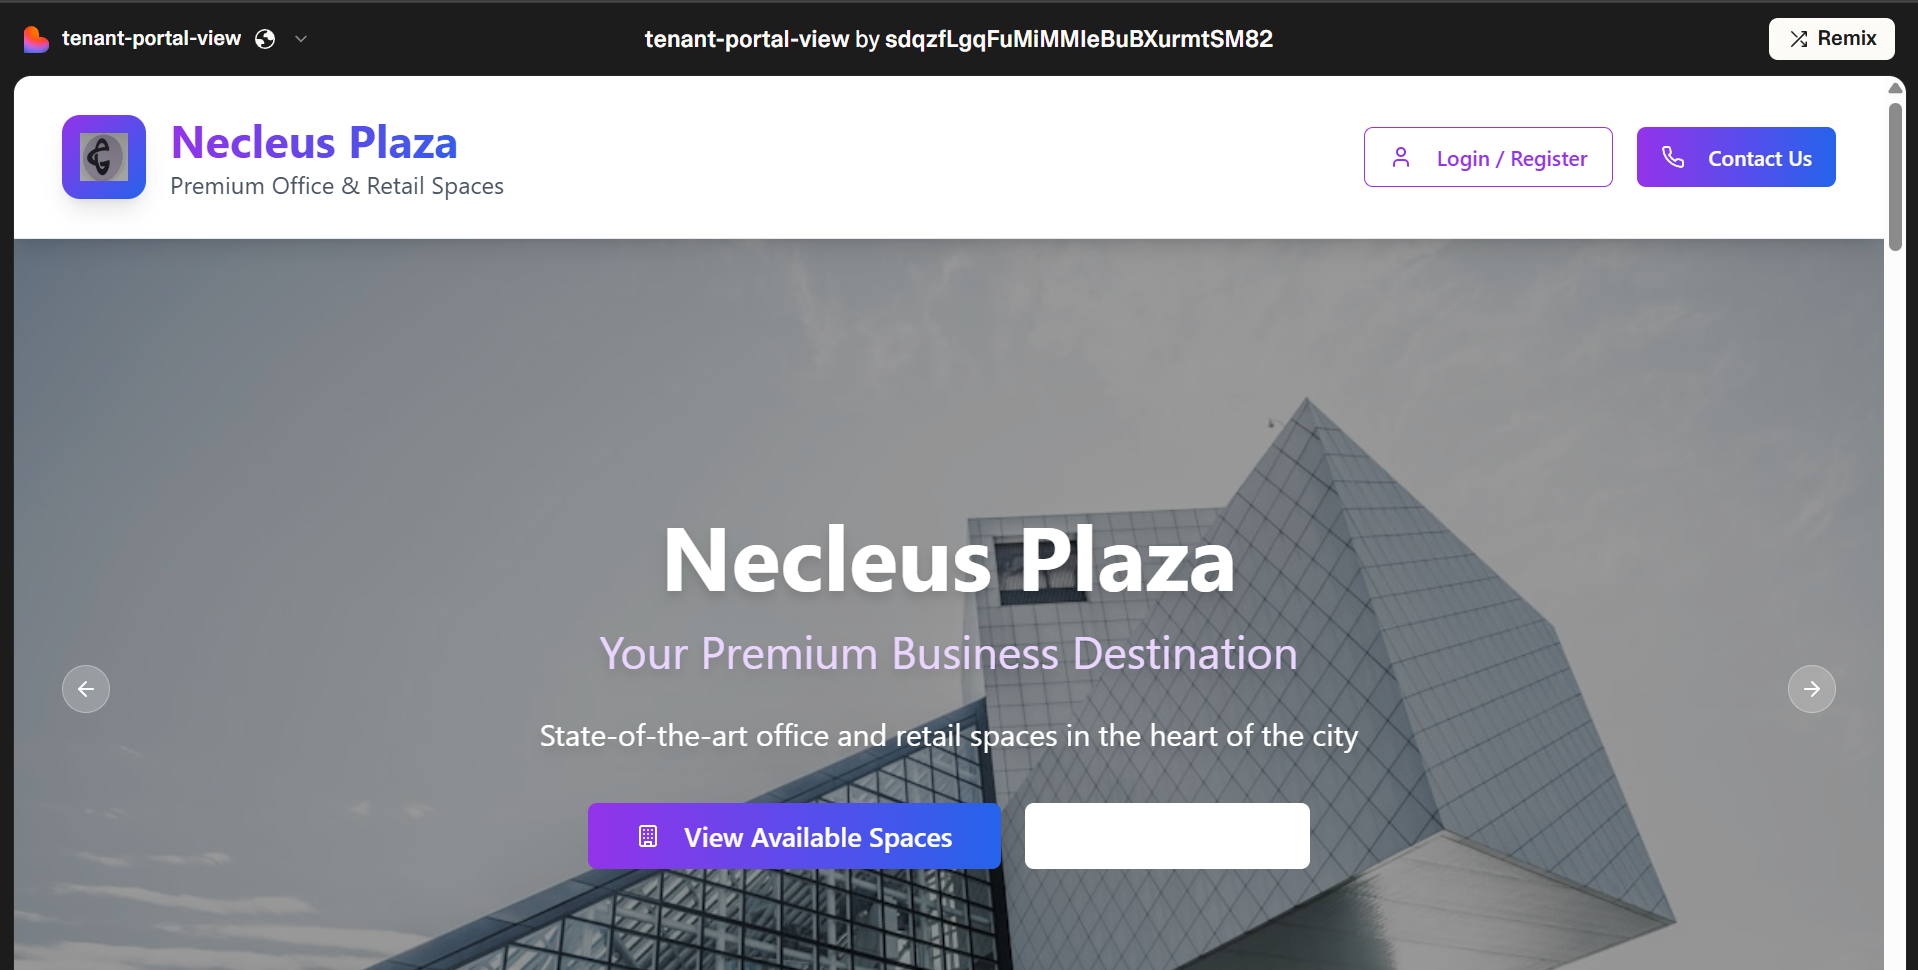 tenant-portal-view
tenant-portal-view by sdqzfLgqFuMiMMIeBuBXurmtSM82
Remix
Necleus Plaza
Premium Office & Retail Spaces
Login / Register
Contact Us
Necleus Plaza
Your Premium Business Destination
State-of-the-art office and retail spaces in the heart of the city
View Available Spaces